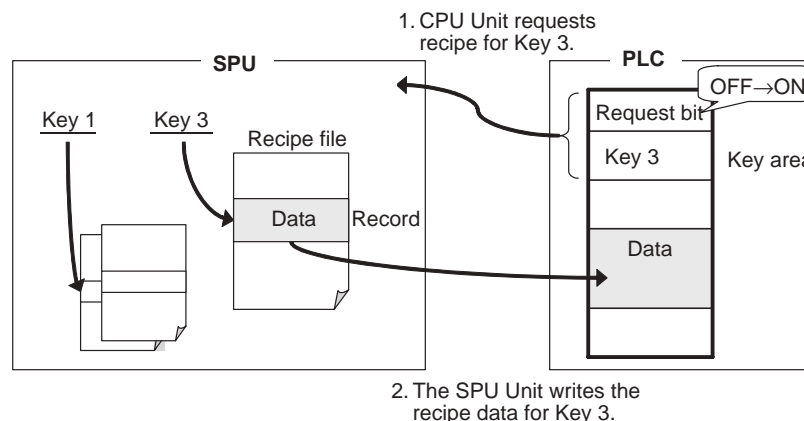 1. CPU Unit requests
recipe for Key 3.
SPU
PLC
OFF→ON
Key 1
Key 3
Recipe file
Request bit
Key 3
Key area
Data
Record
Data
2. The SPU Unit writes the
recipe data for Key 3.